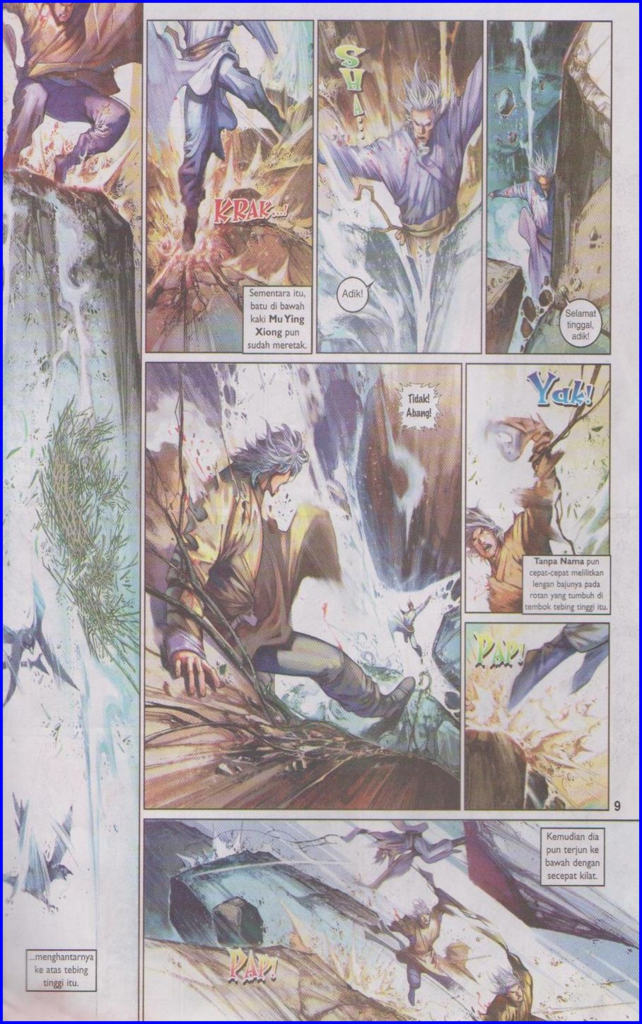 ...menghantarnya
ke atas tebing
tinggi itu.
KRAK...!
Sementara itu,
batu di bawah
kaki Mu Ying
Xiong pun
sudah meretak.
SHA...
Adik!
Selamat
tinggal,
adik!
Tidak!
Abang!
Yak!
Tanpa Nama pun
cepat-cepat melilitkan
lengan bajunya pada
rotan yang tumbuh di
tembok tebing tinggi itu.
PAP!
9
Kemudian dia
pun terjun ke
bawah dengan
secepat kilat.
PAP!